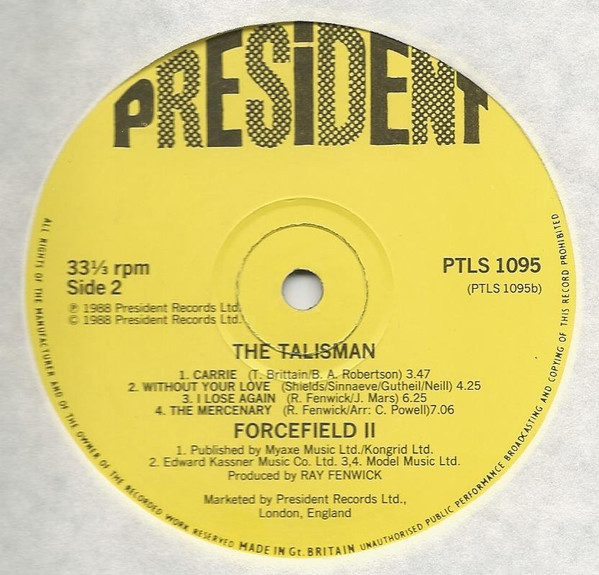 PRESiDENT
33⅓ rpm
Side 2
PTLS 1095
(PTLS 1095b)
℗ 1988 President Records Ltd.
© 1988 President Records Ltd.
THE TALISMAN
1. CARRIE (T. Brittain/B. A. Robertson) 3.47
2. WITHOUT YOUR LOVE (Shields/Sinnaeve/Gutheil/Neill) 4.25
3. I LOSE AGAIN (R. Fenwick/J. Mars) 6.25
4. THE MERCENARY (R. Fenwick/Arr: C. Powell)7.06
FORCEFIELD II
1. Published by Myaxe Music Ltd./Kongrid Ltd.
2. Edward Kassner Music Co. Ltd. 3,4. Model Music Ltd.
Produced by RAY FENWICK
Marketed by President Records Ltd.,
London, England
ALL RIGHTS OF THE MANUFACTURER AND OF THE OWNER OF THE RECORDED WORK RESERVED MADE IN Gt. BRITAIN UNAUTHORISED PUBLIC PERFORMANCE BROADCASTING AND COPYING OF THIS RECORD PROHIBITED